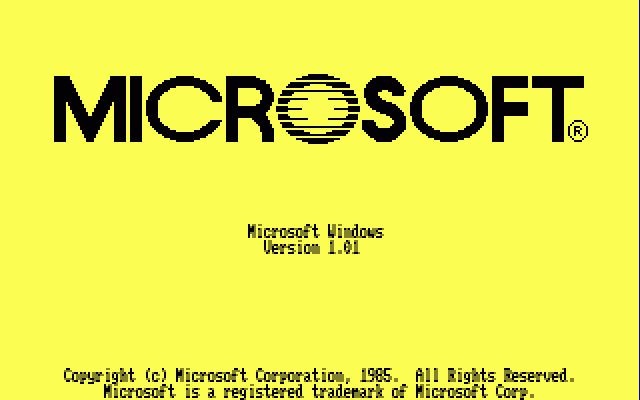 MICROSOFT®
Microsoft Windows
Version 1.01
Copyright (c) Microsoft Corporation, 1985.  All Rights Reserved.
Microsoft is a registered trademark of Microsoft Corp.